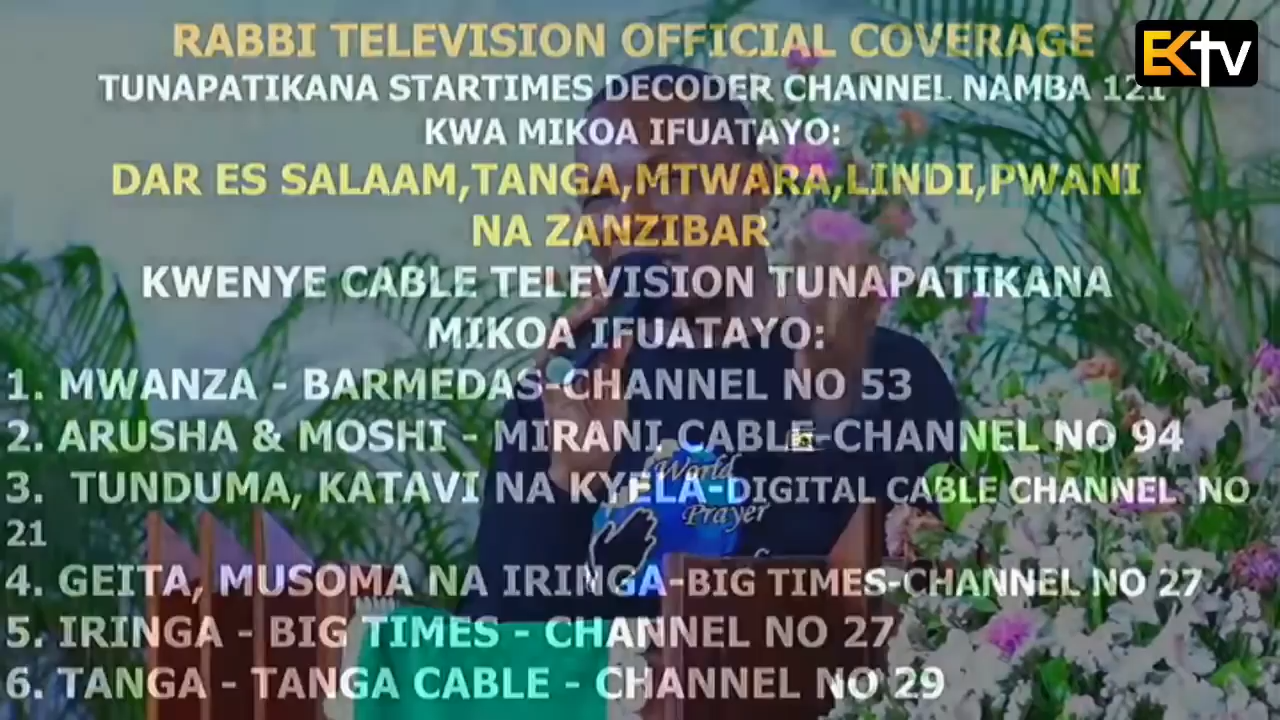 RABBI TELEVISION OFFICIAL COVERAGE
EKTV
TUNAPATIKANA STARTIMES DECODER CHANNEL NAMBA 121
KWA MIKOA IFUATAYO:
DAR ES SALAAM,TANGA,MTWARA,LINDI,PWANI
NA ZANZIBAR
KWENYE CABLE TELEVISION TUNAPATIKANA
MIKOA IFUATAYO:
1. MWANZA - BARMEDAS-CHANNEL NO 53
2. ARUSHA & MOSHI - MIRANI CABLE-CHANNEL NO 94
3. TUNDUMA, KATAVI NA KYELA-DIGITAL CABLE CHANNEL NO
21
World
Prayer
4. GEITA, MUSOMA NA IRINGA-BIG TIMES-CHANNEL NO 27
5. IRINGA - BIG TIMES - CHANNEL NO 27
6. TANGA - TANGA CABLE - CHANNEL NO 29